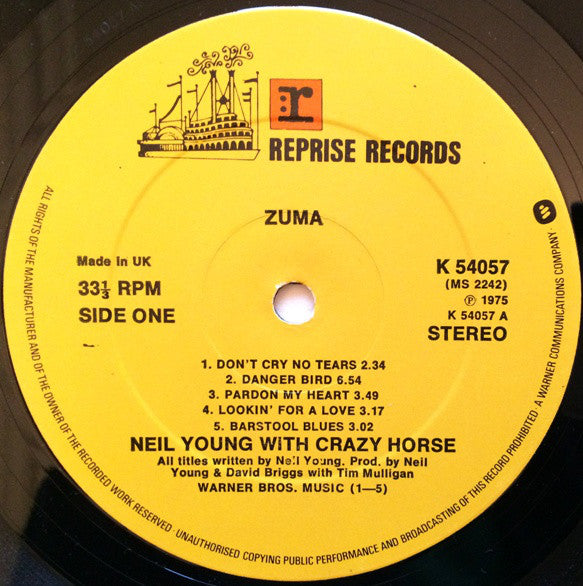 r
REPRISE RECORDS
ZUMA
Made in UK
33⅓ RPM
SIDE ONE
K 54057
(MS 2242)
℗ 1975
K 54057 A
STEREO
1. DON'T CRY NO TEARS 2.34
2. DANGER BIRD 6.54
3. PARDON MY HEART 3.49
4. LOOKIN' FOR A LOVE 3.17
5. BARSTOOL BLUES 3.02
NEIL YOUNG WITH CRAZY HORSE
All titles written by Neil Young. Prod. by Neil
Young & David Briggs with Tim Mulligan
WARNER BROS. MUSIC (1—5)
ALL RIGHTS OF THE MANUFACTURER AND OF THE OWNER OF THE RECORDED WORK RESERVED · UNAUTHORISED COPYING PUBLIC PERFORMANCE AND BROADCASTING OF THIS RECORD PROHIBITED · A WARNER COMMUNICATIONS COMPANY ·